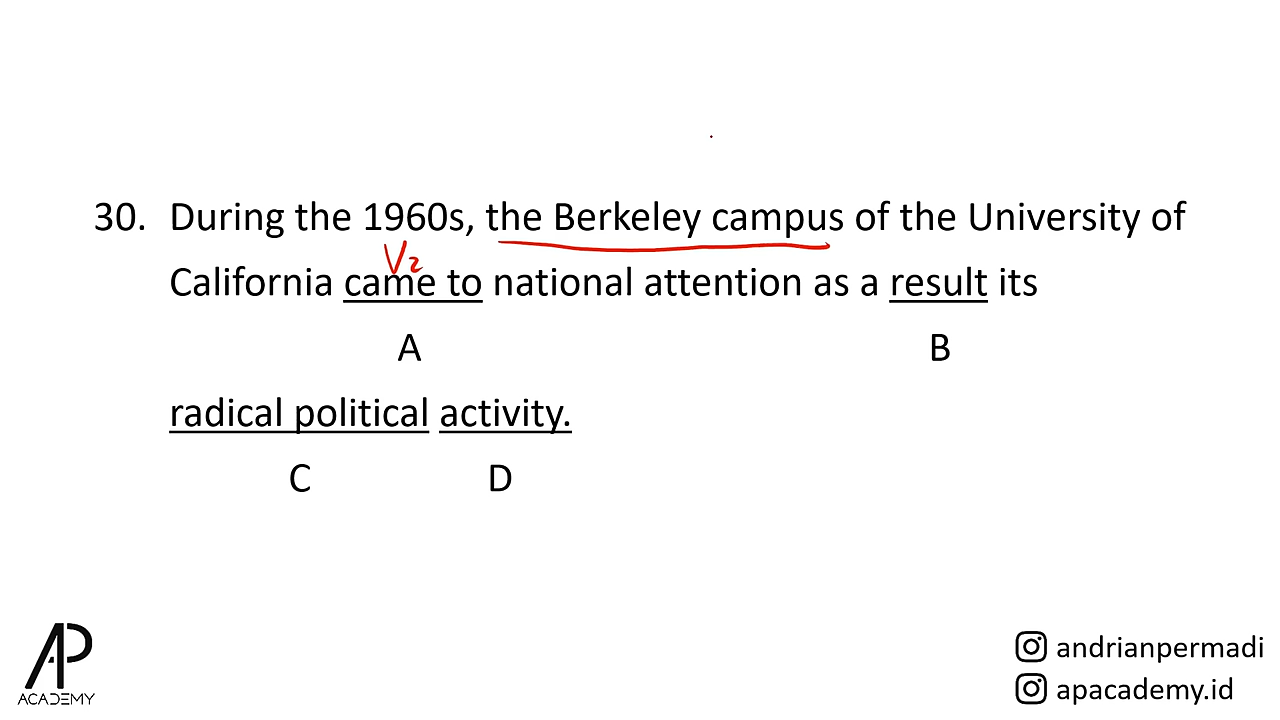 30. During the 1960s, the Berkeley campus of the University of
V2
California came to national attention as a result its
A B
radical political activity.
C D
AP
ACADEMY
andrianpermadi
apacademy.id